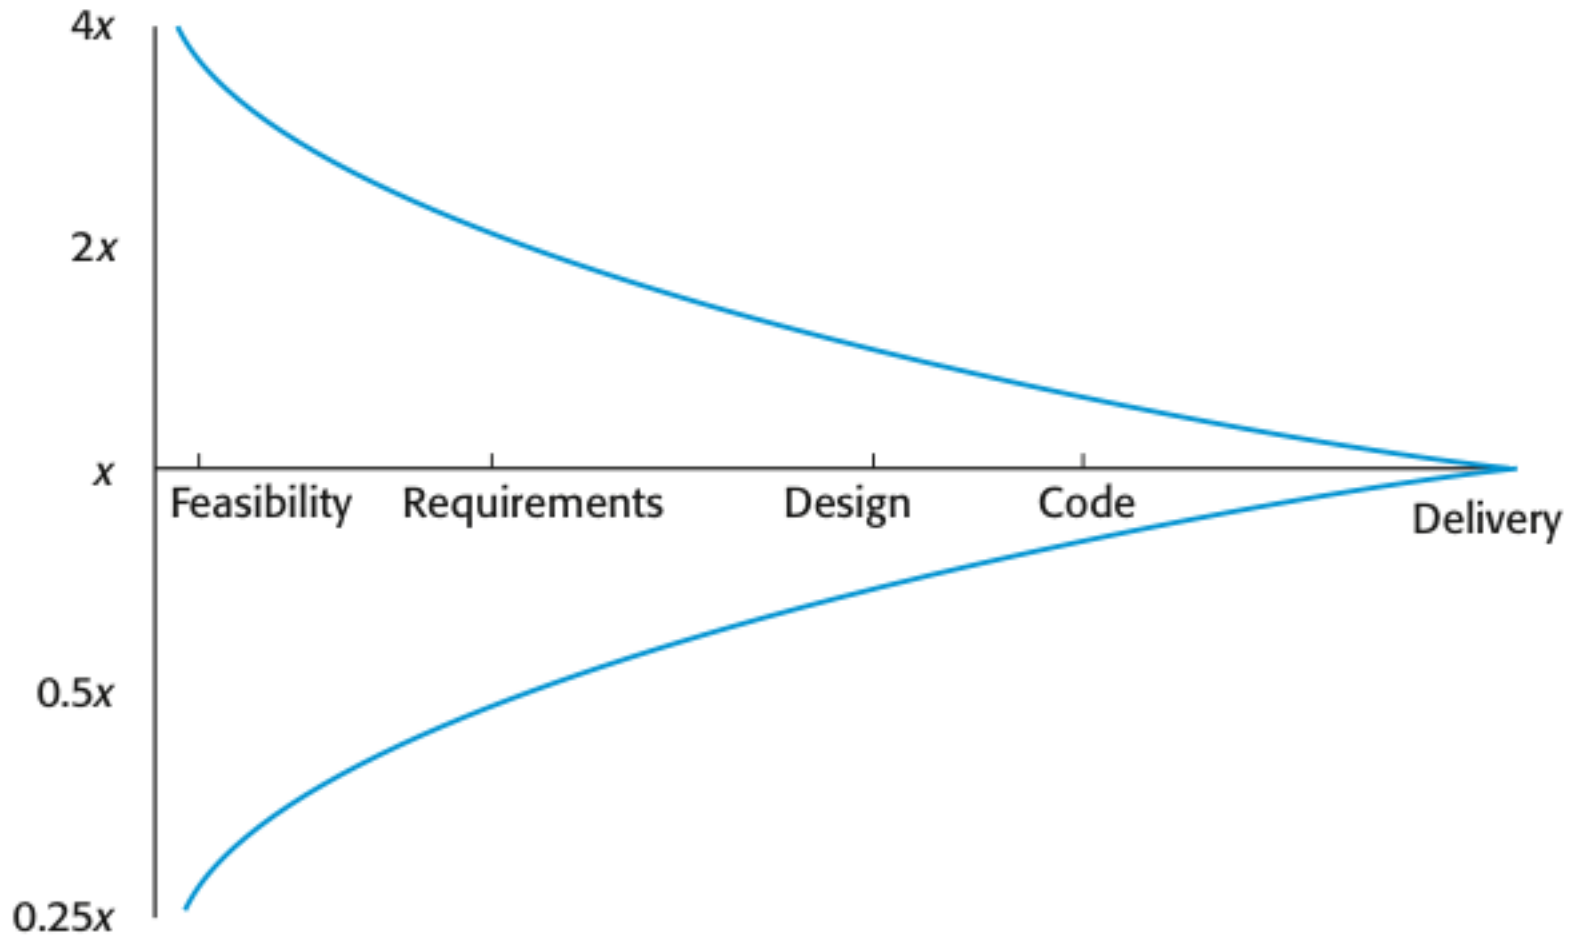 4x
2x
x
Feasibility Requirements Design Code Delivery
0.5x
0.25x